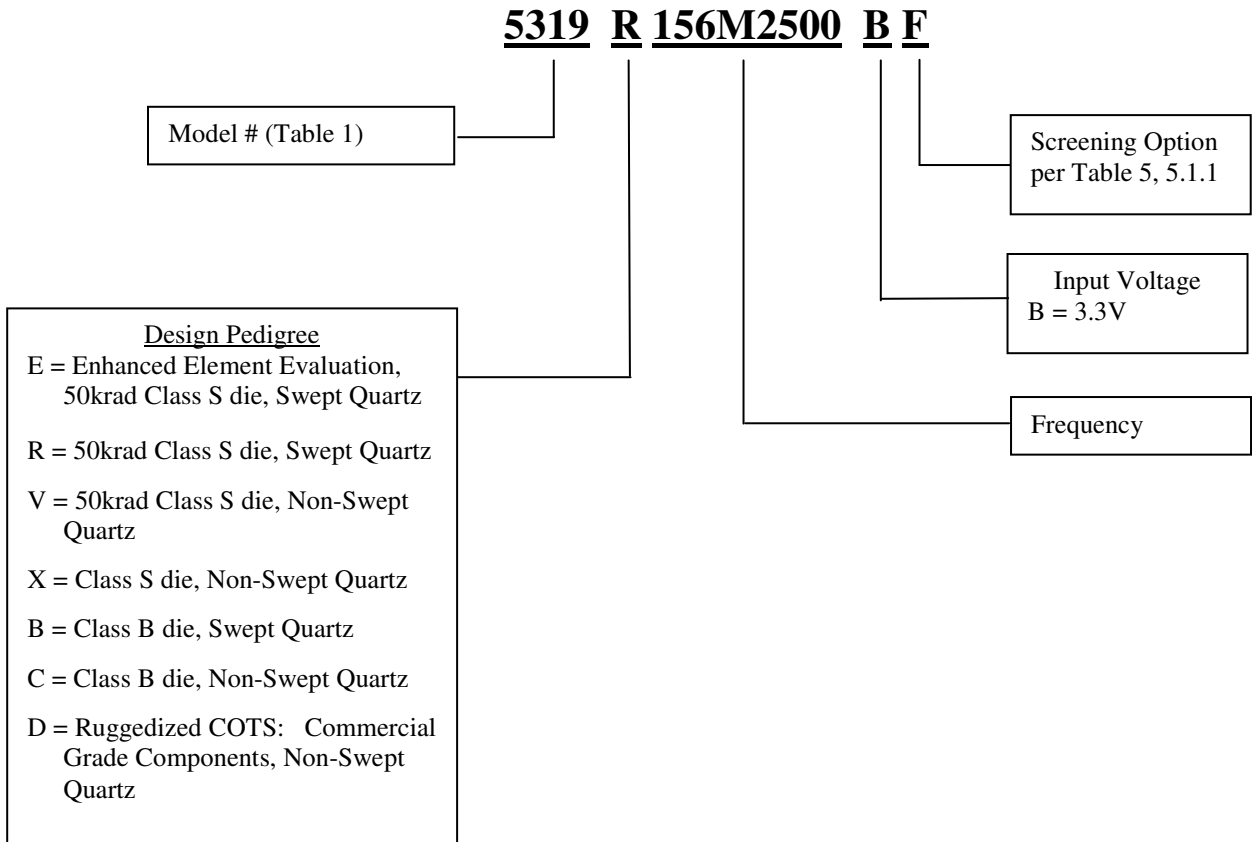 5319 R 156M2500 B F
Model # (Table 1)
Screening Option
per Table 5, 5.1.1
Input Voltage
B = 3.3V
Frequency
Design Pedigree
E = Enhanced Element Evaluation,
50krad Class S die, Swept Quartz
R = 50krad Class S die, Swept Quartz
V = 50krad Class S die, Non-Swept
Quartz
X = Class S die, Non-Swept Quartz
B = Class B die, Swept Quartz
C = Class B die, Non-Swept Quartz
D = Ruggedized COTS: Commercial
Grade Components, Non-Swept
Quartz